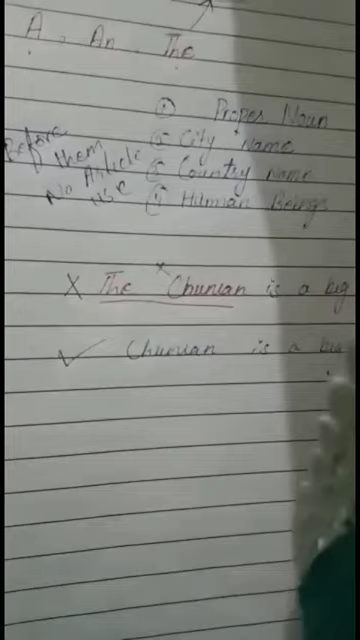 A, An, The
① Proper Noun
② City Name
③ Country name
④ Human Beings
Before
them
No Article
use
X The x Chunian is a big
✓ Chunian is a big